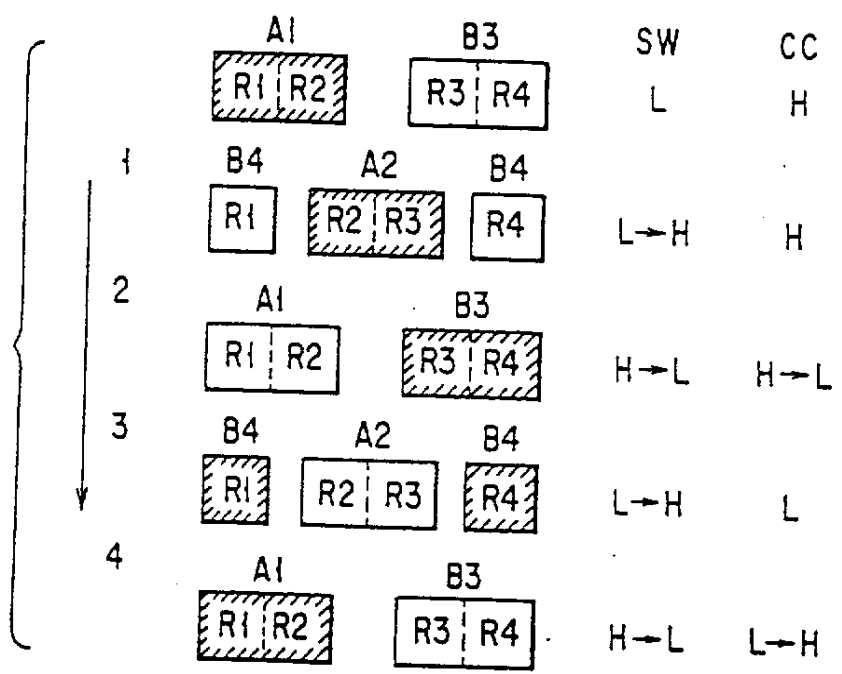 A1 B3 SW CC
R1 R2 R3 R4 L H
1 B4 A2 B4
R1 R2 R3 R4 L→H H
2 A1 B3
R1 R2 R3 R4 H→L H→L
3 B4 A2 B4
R1 R2 R3 R4 L→H L
4 A1 B3
R1 R2 R3 R4 H→L L→H